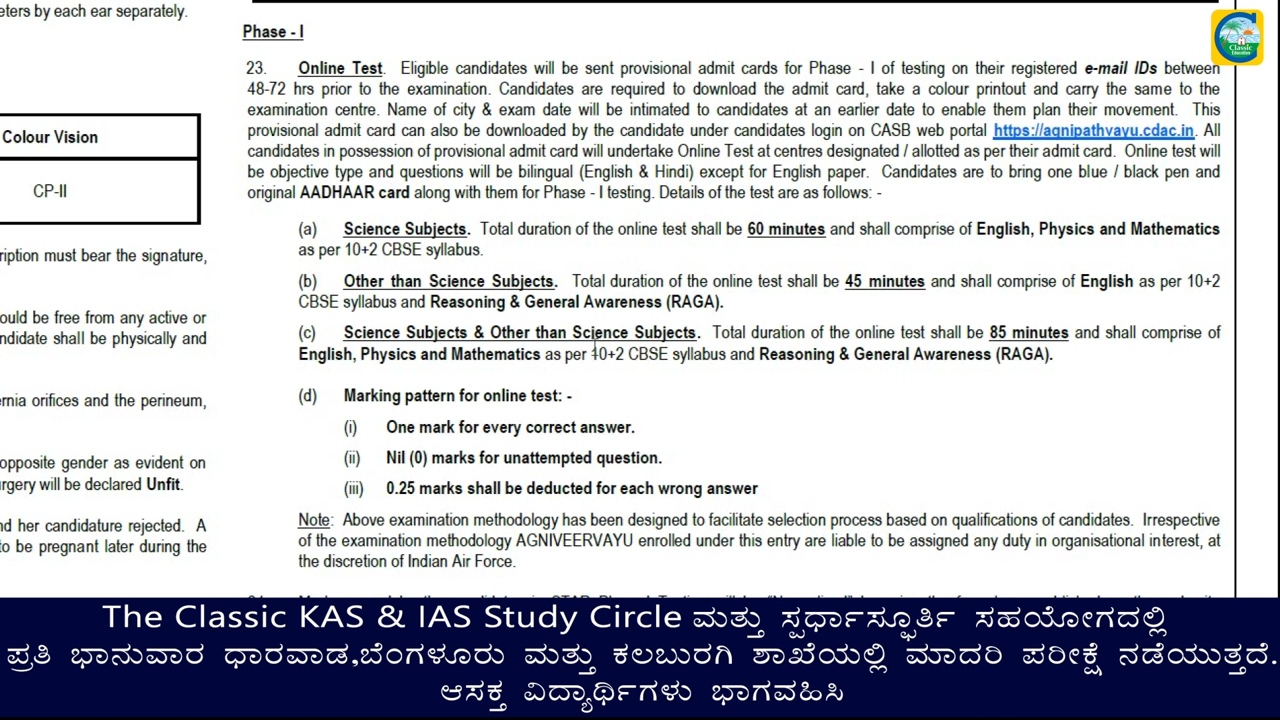 eters by each ear separately.
Colour Vision
CP-II
ription must bear the signature,
ould be free from any active or
ndidate shall be physically and
ernia orifices and the perineum,
opposite gender as evident on
urgery will be declared Unfit.
nd her candidature rejected. A
to be pregnant later during the
Phase - I
23. Online Test. Eligible candidates will be sent provisional admit cards for Phase - I of testing on their registered e-mail IDs between
48-72 hrs prior to the examination. Candidates are required to download the admit card, take a colour printout and carry the same to the
examination centre. Name of city & exam date will be intimated to candidates at an earlier date to enable them plan their movement. This
provisional admit card can also be downloaded by the candidate under candidates login on CASB web portal https://agnipathvayu.cdac.in. All
candidates in possession of provisional admit card will undertake Online Test at centres designated / allotted as per their admit card. Online test will
be objective type and questions will be bilingual (English & Hindi) except for English paper. Candidates are to bring one blue / black pen and
original AADHAAR card along with them for Phase - I testing. Details of the test are as follows: -
(a) Science Subjects. Total duration of the online test shall be 60 minutes and shall comprise of English, Physics and Mathematics
as per 10+2 CBSE syllabus.
(b) Other than Science Subjects. Total duration of the online test shall be 45 minutes and shall comprise of English as per 10+2
CBSE syllabus and Reasoning & General Awareness (RAGA).
(c) Science Subjects & Other than Science Subjects. Total duration of the online test shall be 85 minutes and shall comprise of
English, Physics and Mathematics as per 10+2 CBSE syllabus and Reasoning & General Awareness (RAGA).
(d) Marking pattern for online test: -
(i) One mark for every correct answer.
(ii) Nil (0) marks for unattempted question.
(iii) 0.25 marks shall be deducted for each wrong answer
Note: Above examination methodology has been designed to facilitate selection process based on qualifications of candidates. Irrespective
of the examination methodology AGNIVEERVAYU enrolled under this entry are liable to be assigned any duty in organisational interest, at
the discretion of Indian Air Force.
Classic
Education
The Classic KAS & IAS Study Circle ಮತ್ತು ಸ್ಪರ್ಧಾಸ್ಫೂರ್ತಿ ಸಹಯೋಗದಲ್ಲಿ
ಪ್ರತಿ ಭಾನುವಾರ ಧಾರವಾಡ,ಬೆಂಗಳೂರು ಮತ್ತು ಕಲಬುರಗಿ ಶಾಖೆಯಲ್ಲಿ ಮಾದರಿ ಪರೀಕ್ಷೆ ನಡೆಯುತ್ತದೆ.
ಆಸಕ್ತ ವಿದ್ಯಾರ್ಥಿಗಳು ಭಾಗವಹಿಸಿ